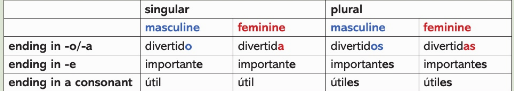 singular plural
masculine feminine masculine feminine
ending in -o/-a divertido divertida divertidos divertidas
ending in -e importante importante importantes importantes
ending in a consonant útil útil útiles útiles